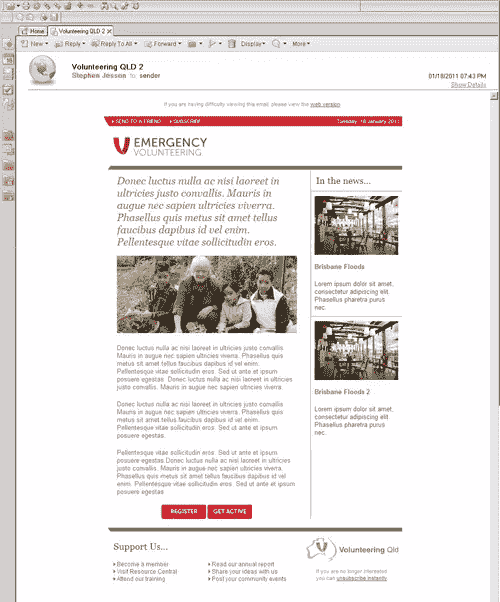 Home Volunteering QLD 2
New Reply Reply To All Forward Display More
Volunteering QLD 2
Stephen Jesson to: sender
01/18/2011 07:43 PM
Show Details
If you are having difficulty viewing this email, please view the web version
SEND TO A FRIEND SUBSCRIBE Tuesday, 18 January 2011
EMERGENCY
VOLUNTEERING
Donec luctus nulla ac nisi laoreet in
ultricies justo convallis. Mauris in
augue nec sapien ultricies viverra.
Phasellus quis metus sit amet tellus
faucibus dapibus id vel enim.
Pellentesque vitae sollicitudin eros.
Donec luctus nulla ac nisi laoreet in ultricies justo convallis.
Mauris in augue nec sapien ultricies viverra. Phasellus quis
metus sit amet tellus faucibus dapibus id vel enim.
Pellentesque vitae sollicitudin eros. Sed ut ante et ipsum
posuere egestas. Donec luctus nulla ac nisi laoreet in ultricies
justo convallis. Mauris in augue nec sapien ultricies viverra.
Donec luctus nulla ac nisi laoreet in ultricies justo convallis
Mauris in augue nec sapien ultricies viverra. Phasellus quis
metus sit amet tellus faucibus dapibus id vel enim.
Pellentesque vitae sollicitudin eros. Sed ut ante et ipsum
posuere egestas.
Pellentesque vitae sollicitudin eros. Sed ut ante et ipsum
posuere egestas Donec luctus nulla ac nisi laoreet in ultricies
justo convallis. Mauris in augue nec sapien ultricies viverra.
Phasellus quis metus sit amet tellus faucibus dapibus id vel
enim. Pellentesque vitae sollicitudin eros. Sed ut ante et ipsum
posuere egestas
REGISTER GET ACTIVE
In the news...
Brisbane Floods
Lorem ipsum dolor sit amet,
consectetur adipiscing elit.
Phasellus pharetra purus
nec.
Brisbane Floods 2
Lorem ipsum dolor sit amet,
consectetur adipiscing elit.
Phasellus pharetra purus
nec.
Support Us...
Become a member
Visit Resource Central
Attend our training
Read our annual report
Share your ideas with us
Post your community events
Volunteering Qld
If you are no longer interested
you can unsubscribe instantly